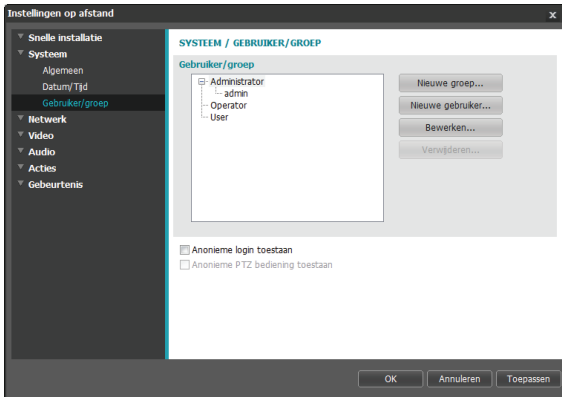 Instellingen op afstand
x
Snelle installatie
Systeem
Algemeen
Datum/Tijd
Gebruiker/groep
Netwerk
Video
Audio
Acties
Gebeurtenis
SYSTEEM / GEBRUIKER/GROEP
Gebruiker/groep
Administrator
admin
Operator
User
Nieuwe groep...
Nieuwe gebruiker...
Bewerken...
Verwijderen...
Anonieme login toestaan
Anonieme PTZ bediening toestaan
OK
Annuleren
Toepassen